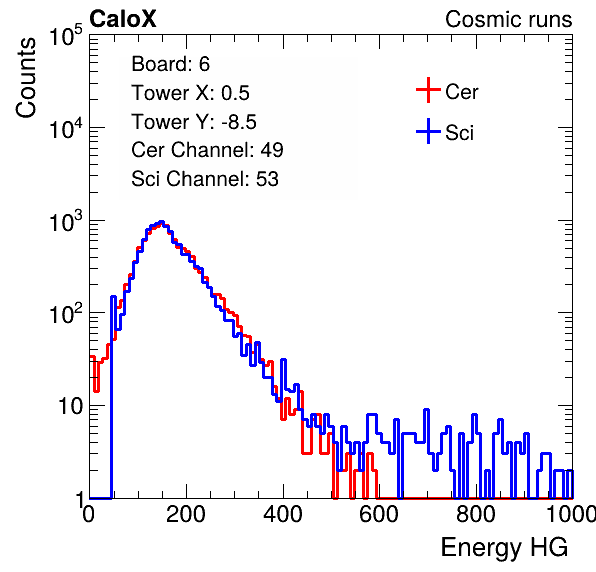 CaloX Cosmic runs
Counts
10^5
10^4
10^3
10^2
10
1
Board: 6
Tower X: 0.5
Tower Y: -8.5
Cer Channel: 49
Sci Channel: 53
Cer
Sci
0 200 400 600 800 1000
Energy HG